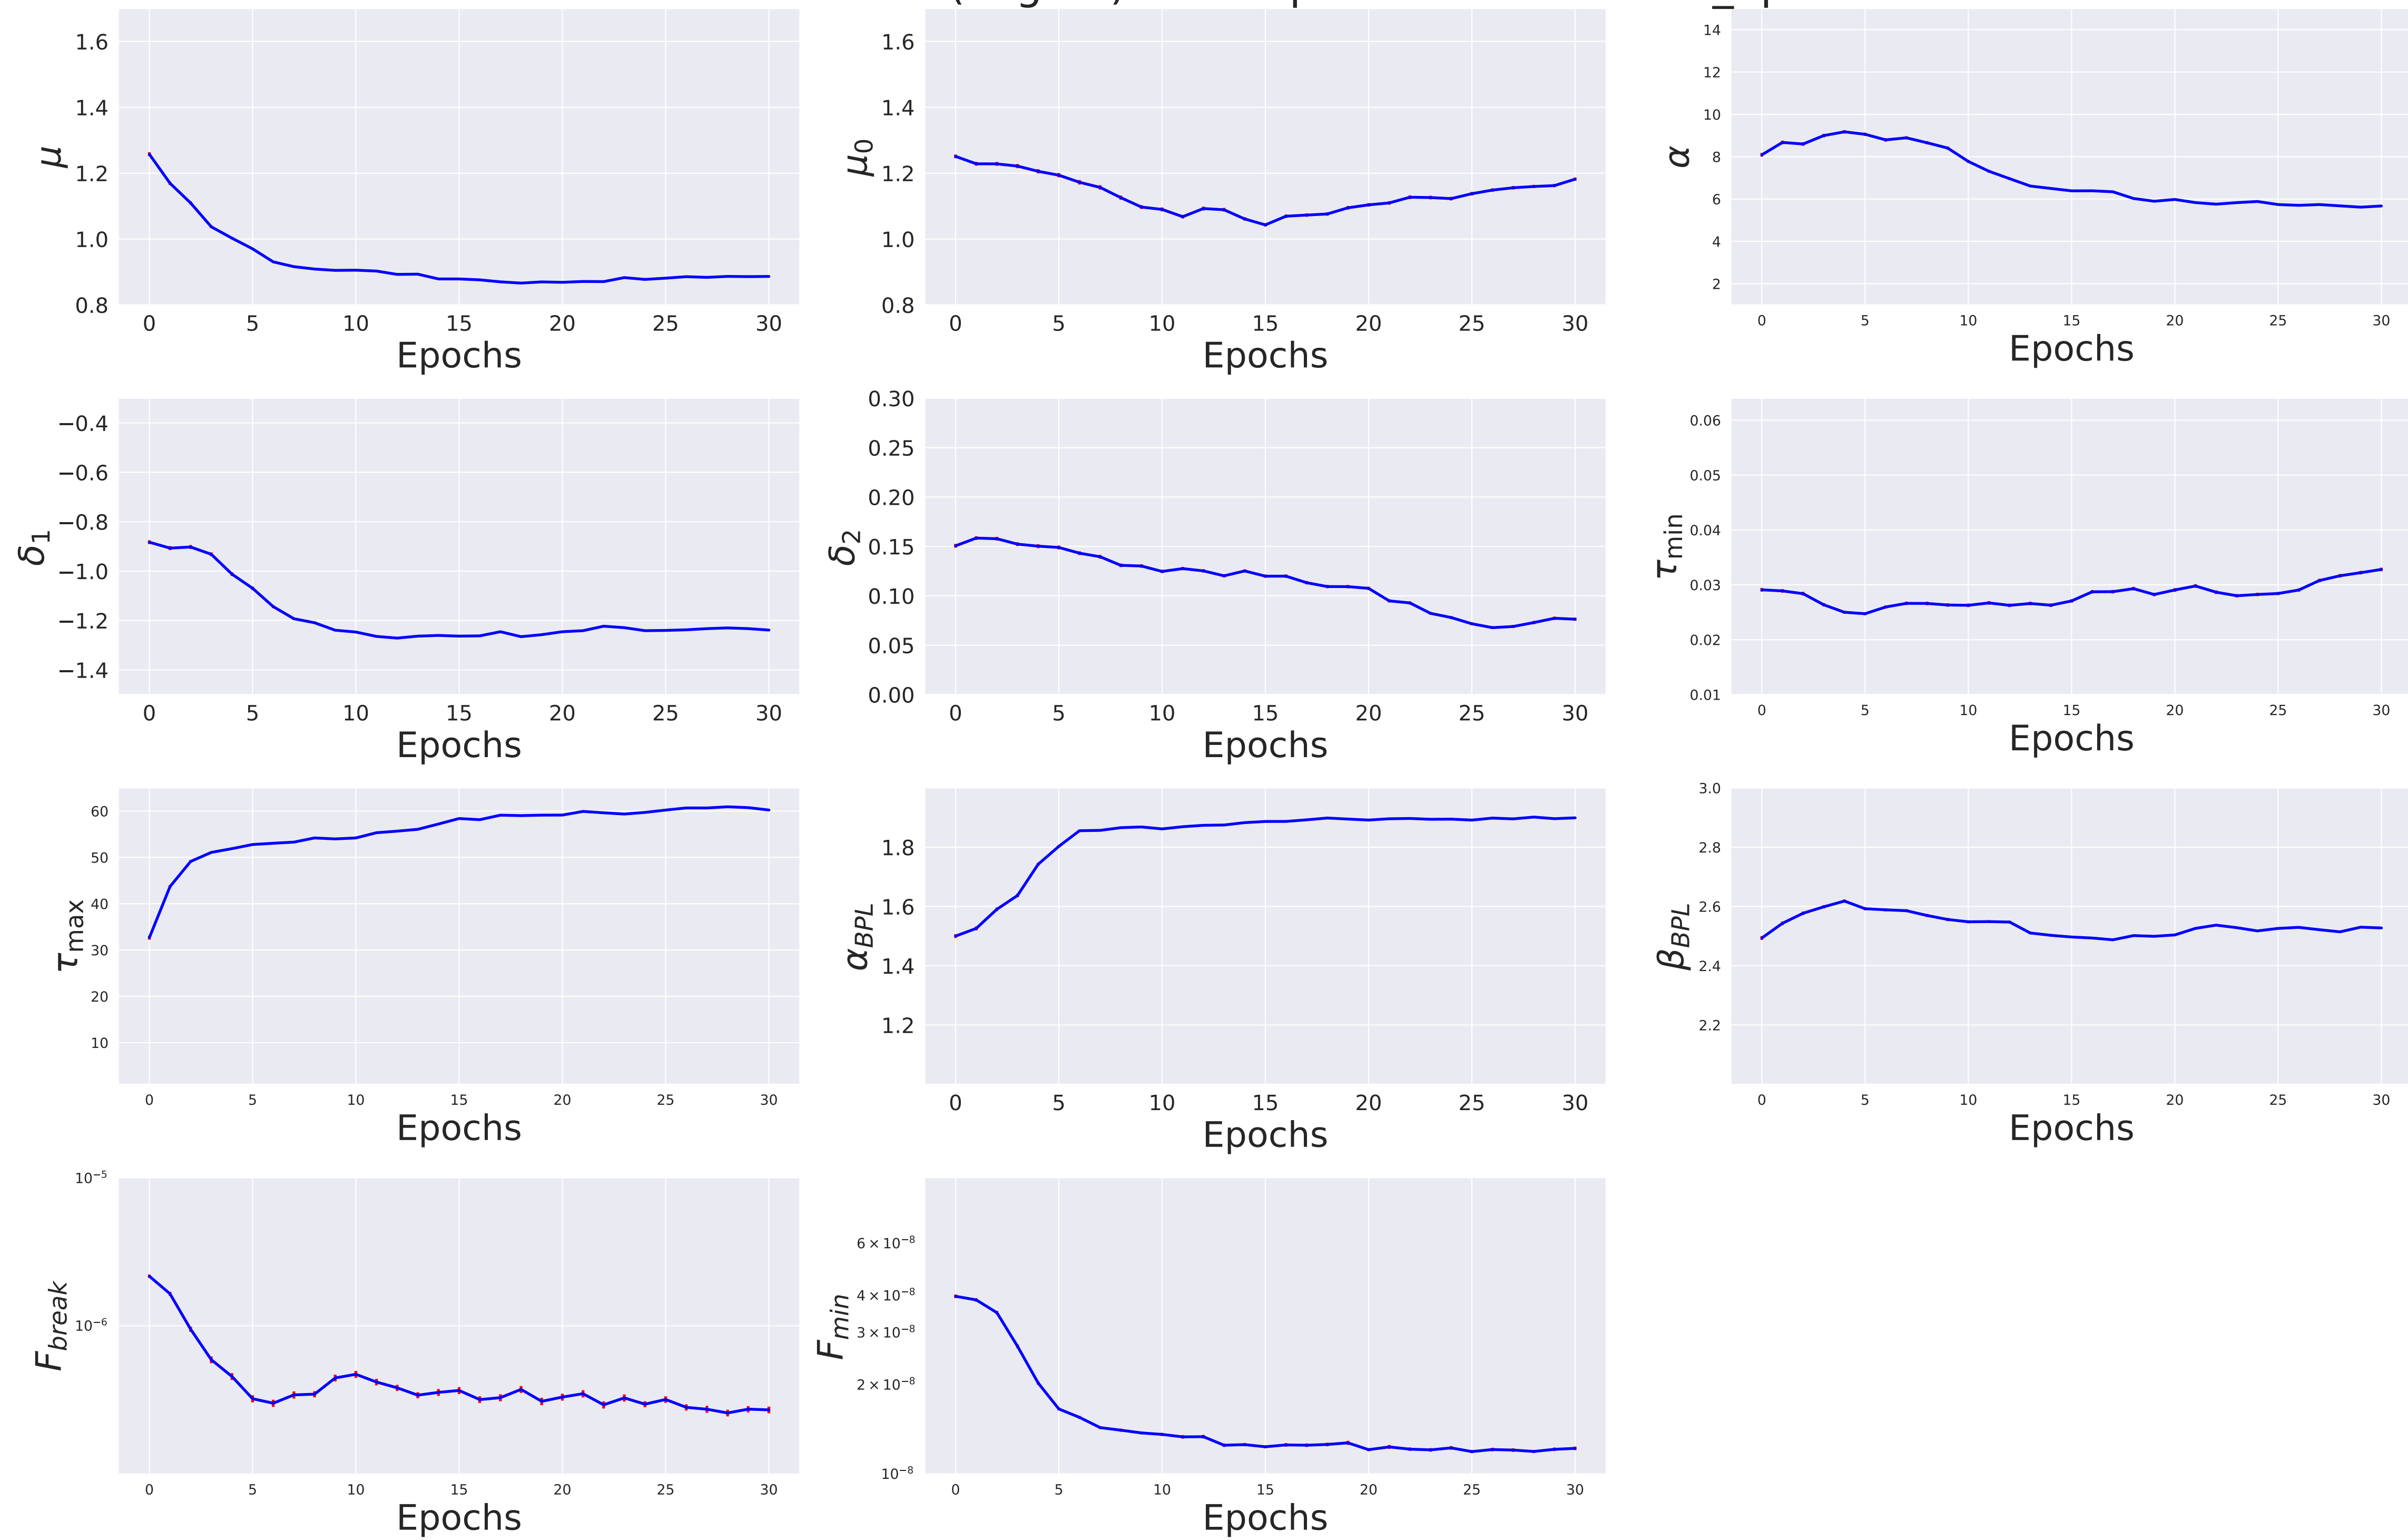 1.6 1.4 1.2 1.0 0.8
μ
0 5 10 15 20 25 30
Epochs
1.6 1.4 1.2 1.0 0.8
μ0
0 5 10 15 20 25 30
Epochs
14 12 10 8 6 4 2
α
0 5 10 15 20 25 30
Epochs
−0.4 −0.6 −0.8 −1.0 −1.2 −1.4
δ1
0 5 10 15 20 25 30
Epochs
0.30 0.25 0.20 0.15 0.10 0.05 0.00
δ2
0 5 10 15 20 25 30
Epochs
0.06 0.05 0.04 0.03 0.02 0.01
τmin
0 5 10 15 20 25 30
Epochs
60 50 40 30 20 10
τmax
0 5 10 15 20 25 30
Epochs
1.8 1.6 1.4 1.2
αBPL
0 5 10 15 20 25 30
Epochs
3.0 2.8 2.6 2.4 2.2
βBPL
0 5 10 15 20 25 30
Epochs
10⁻⁵ 10⁻⁶
Fbreak
0 5 10 15 20 25 30
Epochs
6 × 10⁻⁸ 4 × 10⁻⁸ 3 × 10⁻⁸ 2 × 10⁻⁸ 10⁻⁸
Fmin
0 5 10 15 20 25 30
Epochs